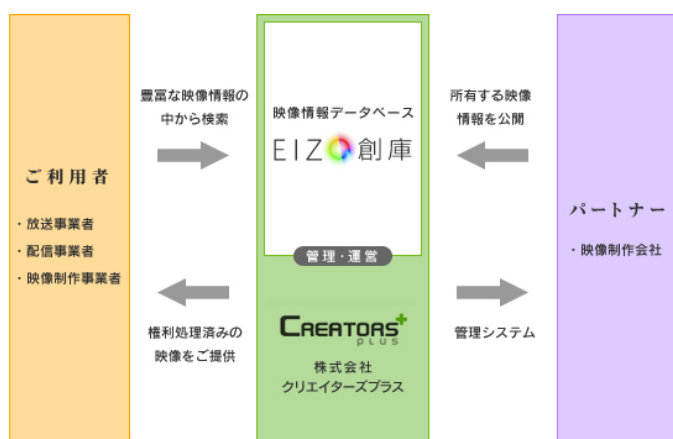 ご利用者
・放送事業者
・配信事業者
・映像制作事業者
豊富な映像情報の
中から検索
権利処理済みの
映像をご提供
映像情報データベース
EIZO創庫
管理・運営
CREATORS+
PLUS
株式会社
クリエイターズプラス
所有する映像
情報を公開
管理システム
パートナー
・映像制作会社